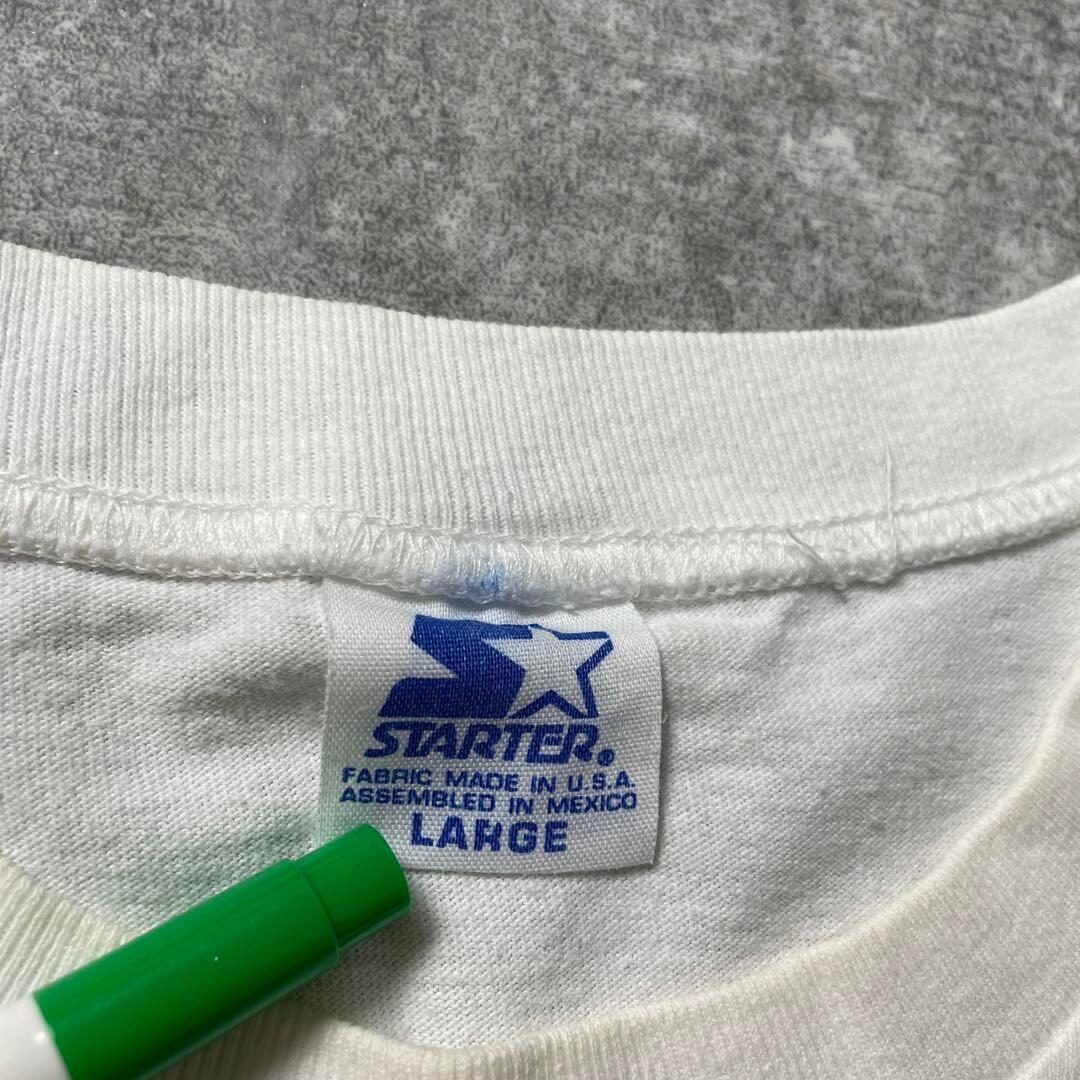 STARTER®
FABRIC MADE IN U.S.A.
ASSEMBLED IN MEXICO
LARGE